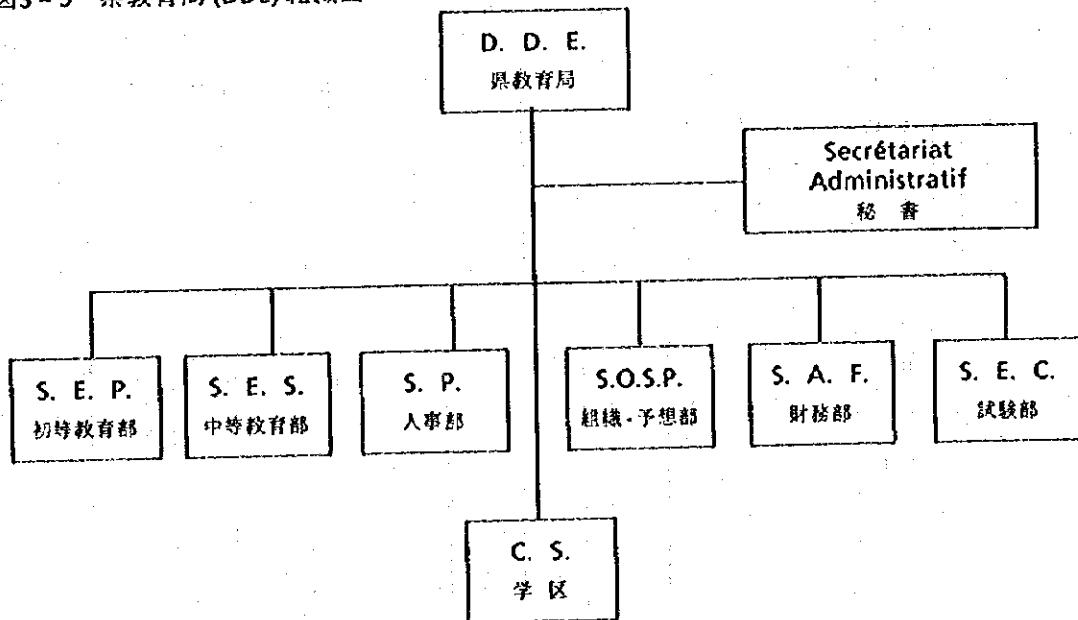 県教育局(DDE)組織図
D. D. E.
県教育局
Secrétariat
Administratif
秘 書
S. E. P.
初等教育部
S. E. S.
中等教育部
S. P.
人事部
S.O.S.P.
組織・予想部
S. A. F.
財務部
S. E. C.
試験部
C. S.
学 区